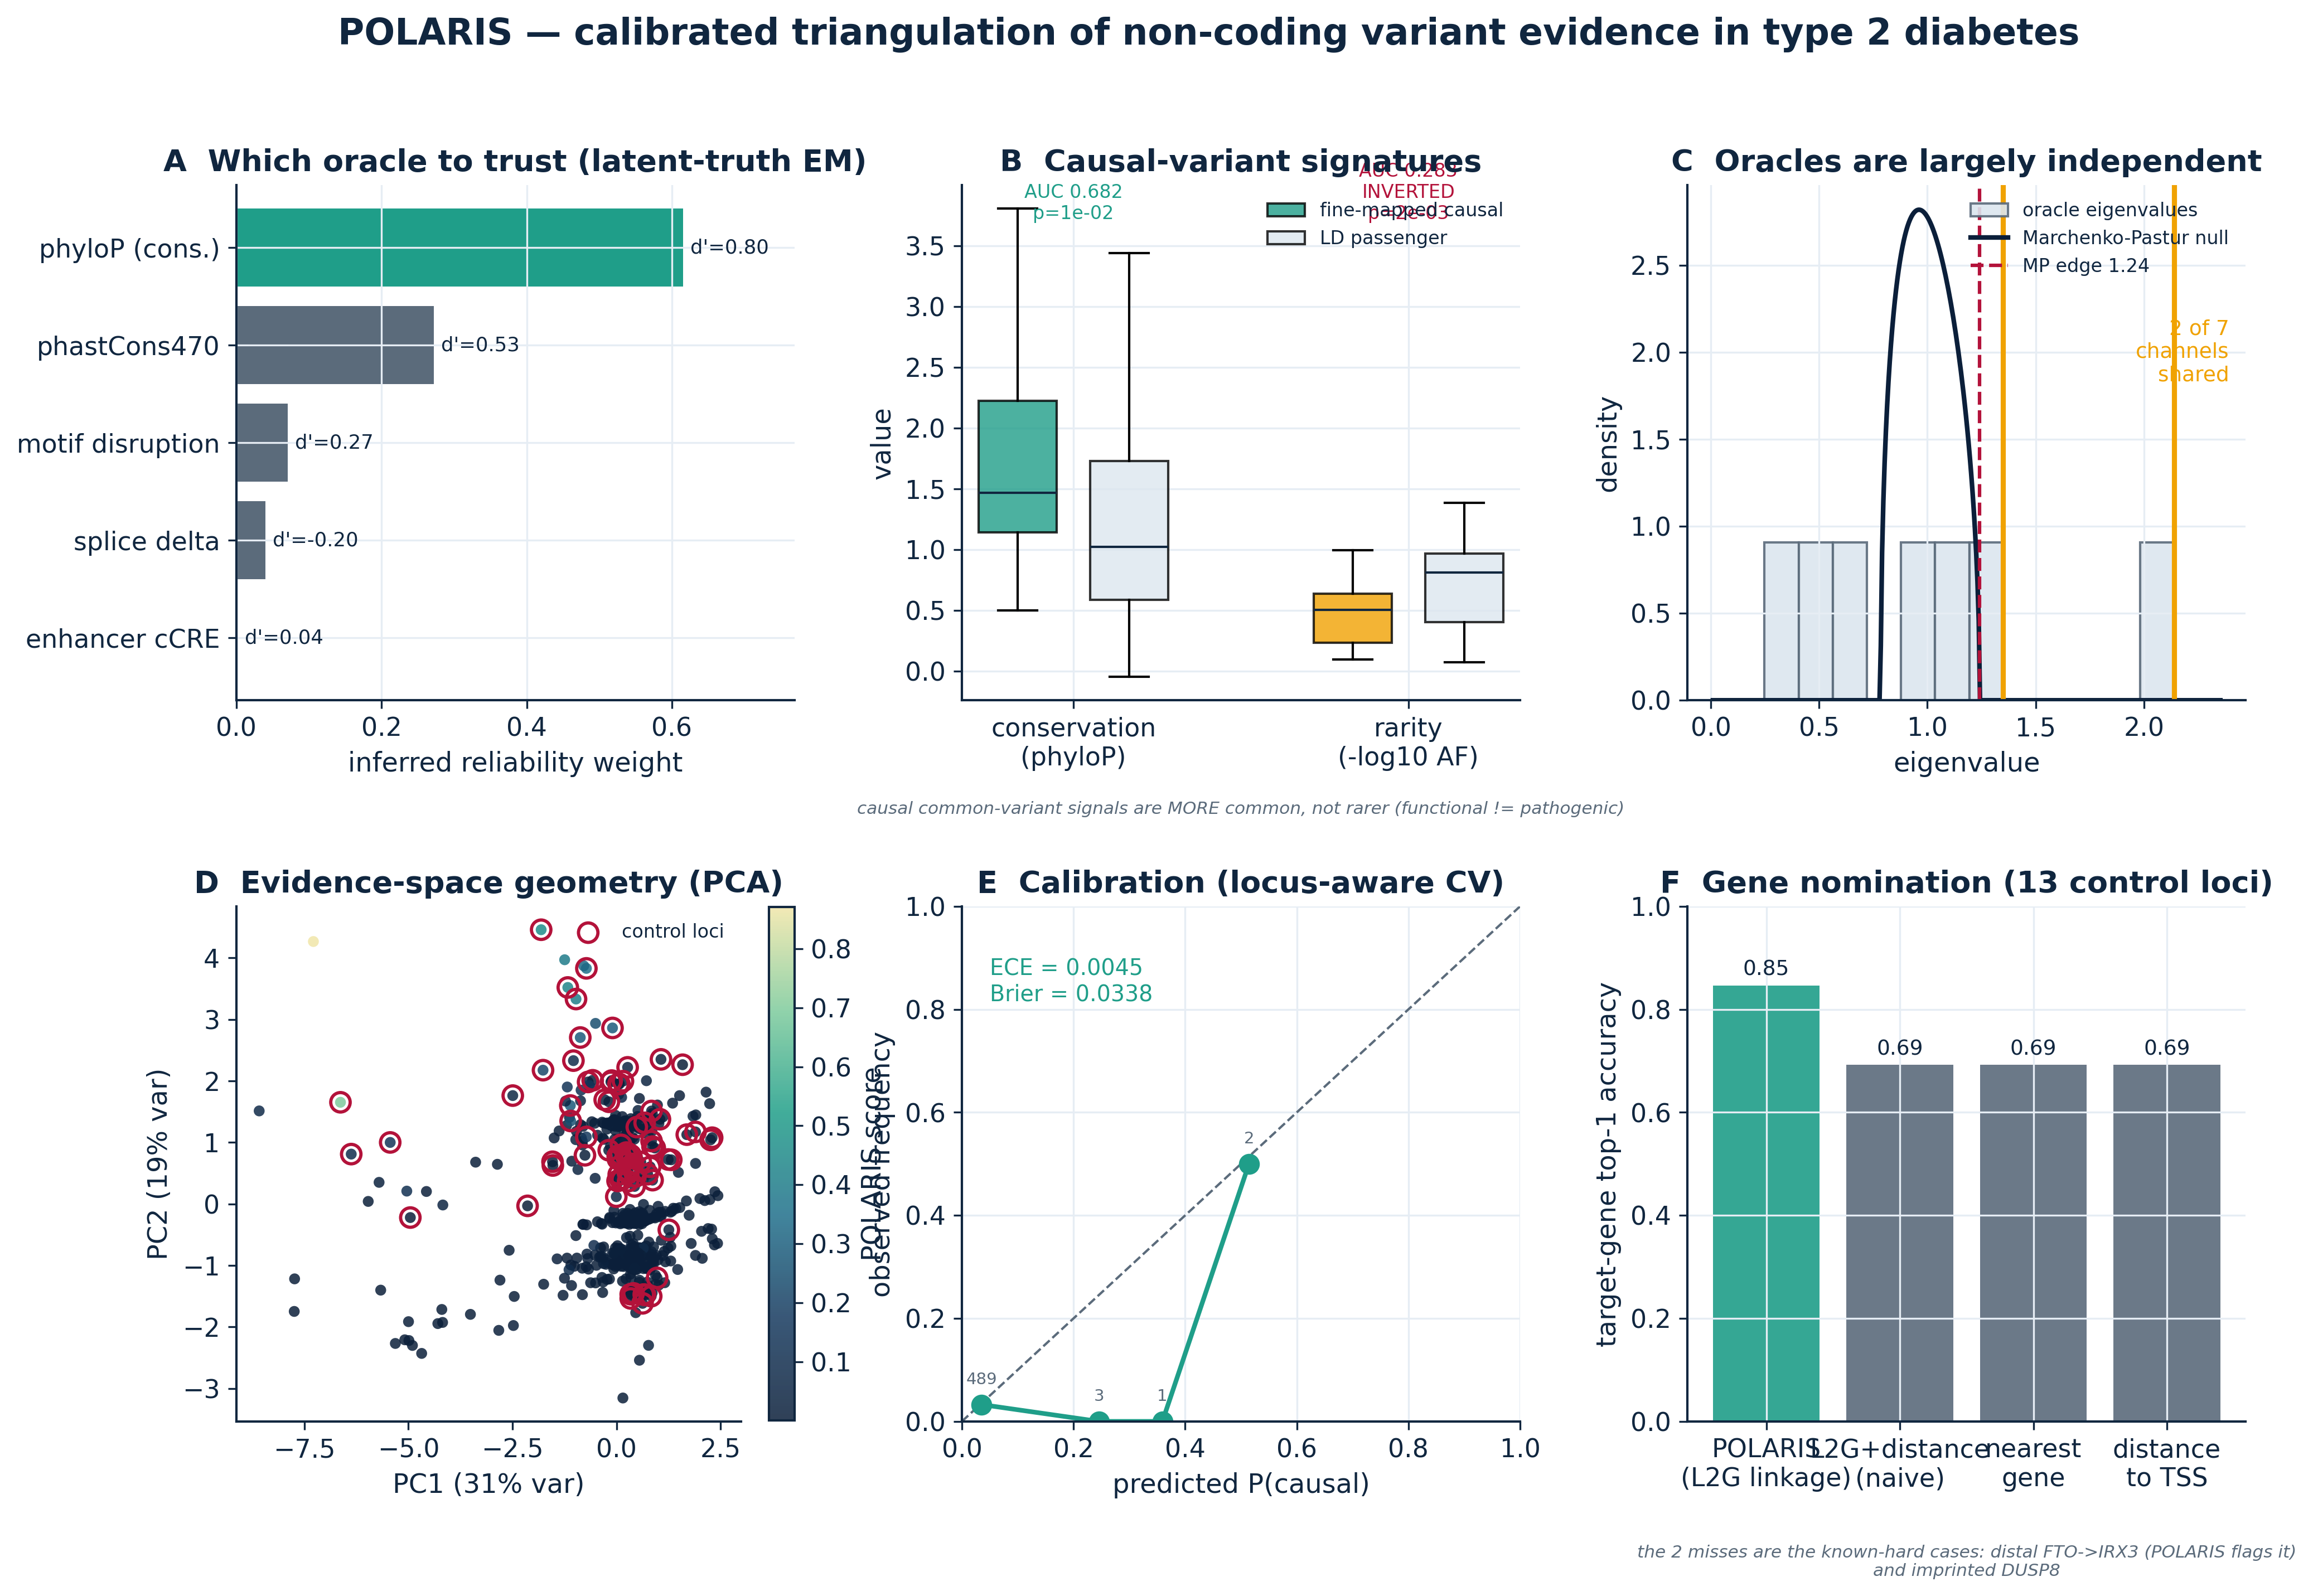 POLARIS — calibrated triangulation of non-coding variant evidence in type 2 diabetes
A Which oracle to trust (latent-truth EM)
phyloP (cons.)
phastCons470
motif disruption
splice delta
enhancer cCRE
d'=0.80
d'=0.53
d'=0.27
d'=-0.20
d'=0.04
0.0 0.2 0.4 0.6
inferred reliability weight
B Causal-variant signatures
AUC 0.682
p=1e-02
AUC 0.283
INVERTED
p=2e-03
fine-mapped causal
LD passenger
value
3.5
3.0
2.5
2.0
1.5
1.0
0.5
0.0
conservation
(phyloP)
rarity
(-log10 AF)
causal common-variant signals are MORE common, not rarer (functional != pathogenic)
C Oracles are largely independent
oracle eigenvalues
Marchenko-Pastur null
MP edge 1.24
2 of 7
channels
shared
density
2.5
2.0
1.5
1.0
0.5
0.0
0.0 0.5 1.0 1.5 2.0
eigenvalue
D Evidence-space geometry (PCA)
control loci
PC2 (19% var)
4
3
2
1
0
−1
−2
−3
−7.5 −5.0 −2.5 0.0 2.5
PC1 (31% var)
0.8
0.7
0.6
0.5
0.4
0.3
0.2
0.1
POLARIS score
E Calibration (locus-aware CV)
ECE = 0.0045
Brier = 0.0338
observed frequency
1.0
0.8
0.6
0.4
0.2
0.0
489
3
1
2
0.0 0.2 0.4 0.6 0.8 1.0
predicted P(causal)
F Gene nomination (13 control loci)
target-gene top-1 accuracy
1.0
0.8
0.6
0.4
0.2
0.0
0.85
0.69
0.69
0.69
POLARIS
(L2G linkage)
L2G+distance
(naive)
nearest
gene
distance
to TSS
the 2 misses are the known-hard cases: distal FTO->IRX3 (POLARIS flags it)
and imprinted DUSP8